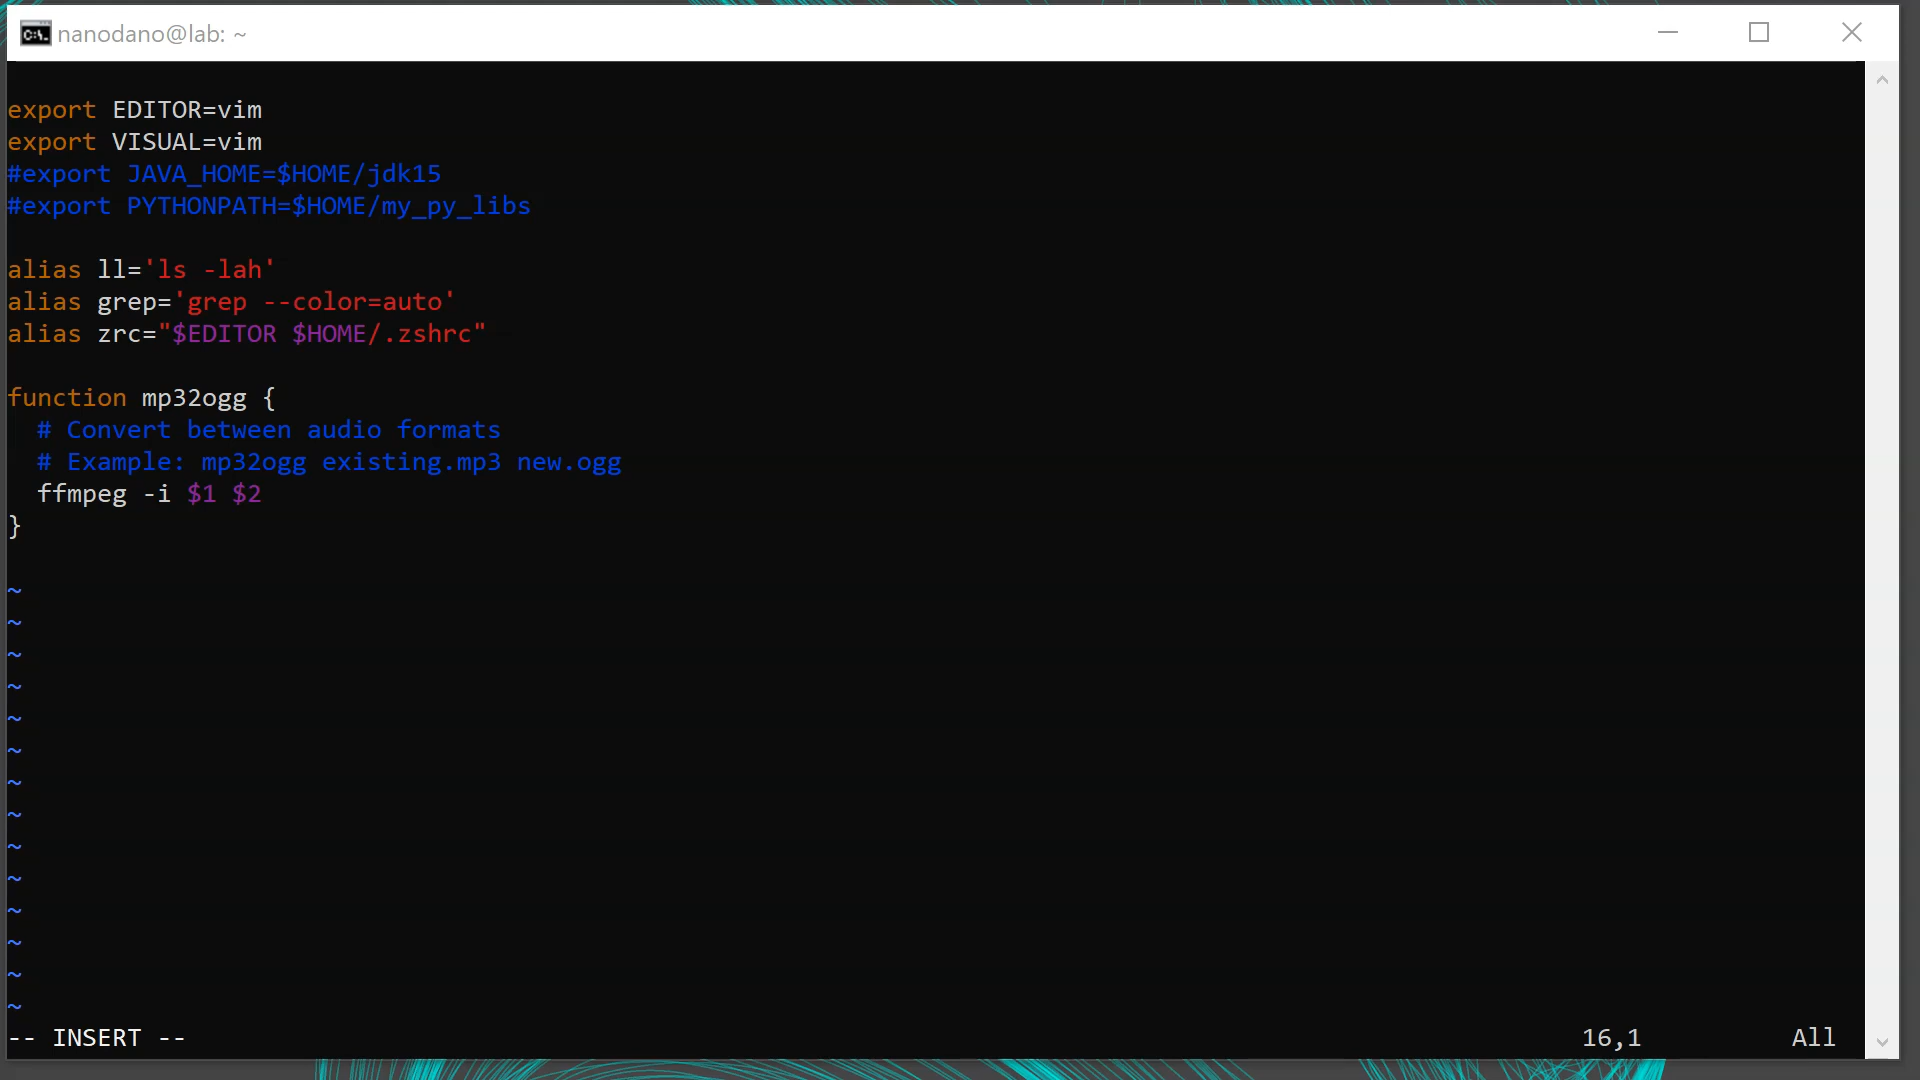 C:\.
nanodano@lab: ~
export EDITOR=vim
export VISUAL=vim
#export JAVA_HOME=$HOME/jdk15
#export PYTHONPATH=$HOME/my_py_libs
alias ll='ls -lah'
alias grep='grep --color=auto'
alias zrc="$EDITOR $HOME/.zshrc"
function mp32ogg {
  # Convert between audio formats
  # Example: mp32ogg existing.mp3 new.ogg
  ffmpeg -i $1 $2
}
~
~
~
~
~
~
~
~
~
~
~
~
~
~
-- INSERT -- 16,1 All